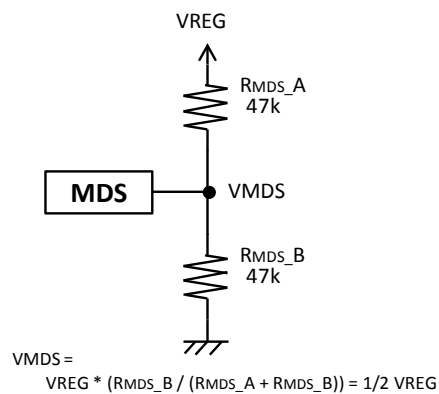 VREG
RMDS_A
47k
MDS
VMDS
RMDS_B
47k
VMDS =
VREG * (RMDS_B / (RMDS_A + RMDS_B)) = 1/2 VREG